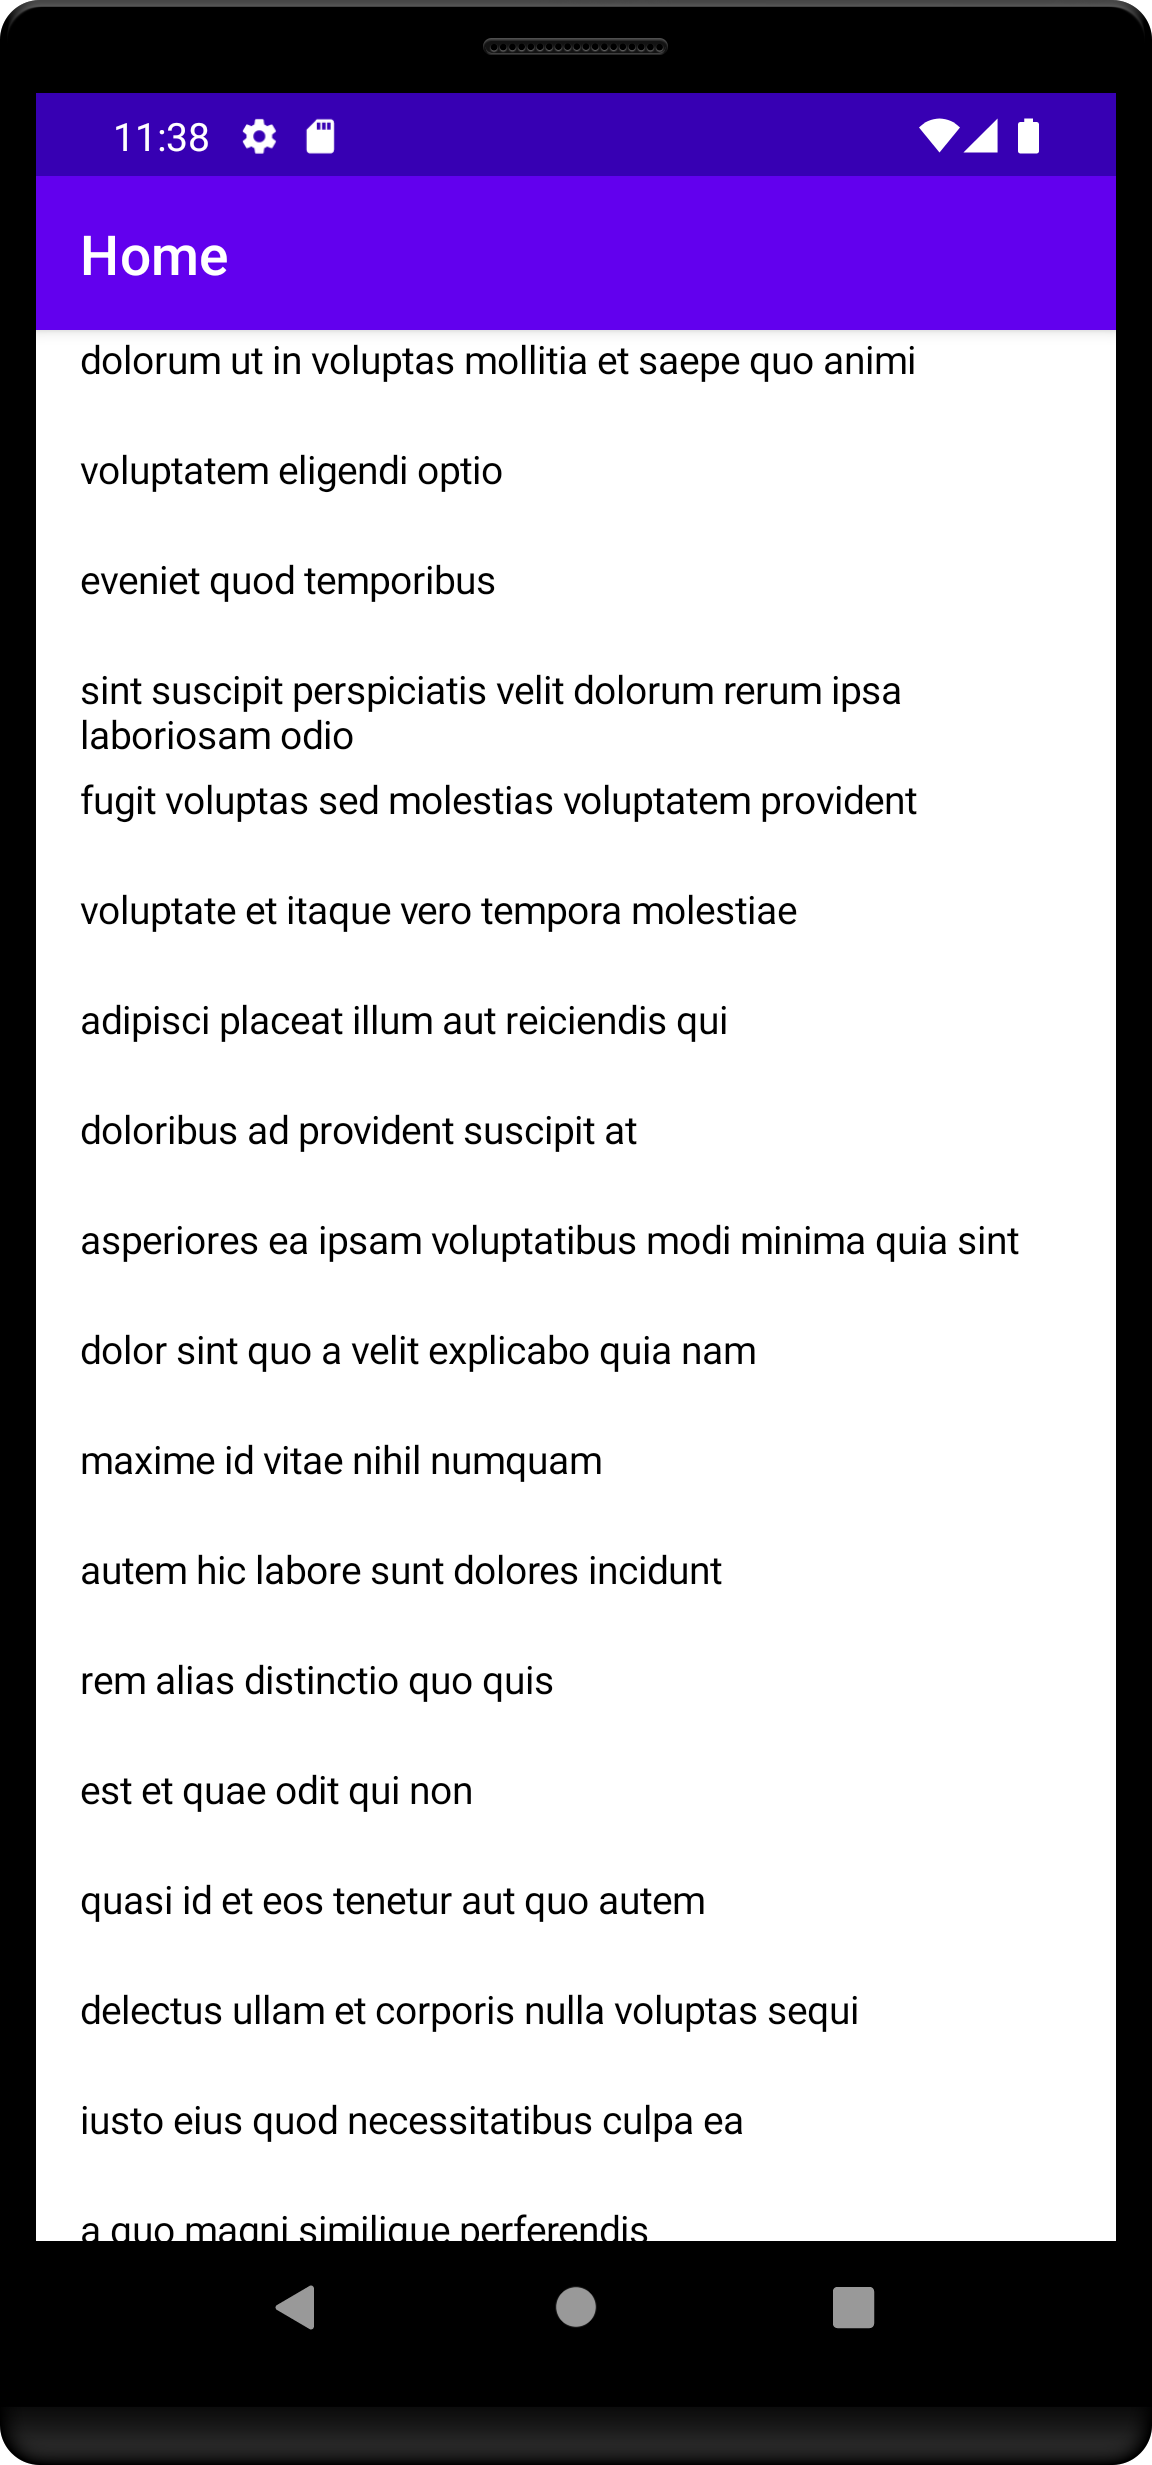 11:38
Home
dolorum ut in voluptas mollitia et saepe quo animi
voluptatem eligendi optio
eveniet quod temporibus
sint suscipit perspiciatis velit dolorum rerum ipsa
laboriosam odio
fugit voluptas sed molestias voluptatem provident
voluptate et itaque vero tempora molestiae
adipisci placeat illum aut reiciendis qui
doloribus ad provident suscipit at
asperiores ea ipsam voluptatibus modi minima quia sint
dolor sint quo a velit explicabo quia nam
maxime id vitae nihil numquam
autem hic labore sunt dolores incidunt
rem alias distinctio quo quis
est et quae odit qui non
quasi id et eos tenetur aut quo autem
delectus ullam et corporis nulla voluptas sequi
iusto eius quod necessitatibus culpa ea
a quo magni similique perferendis